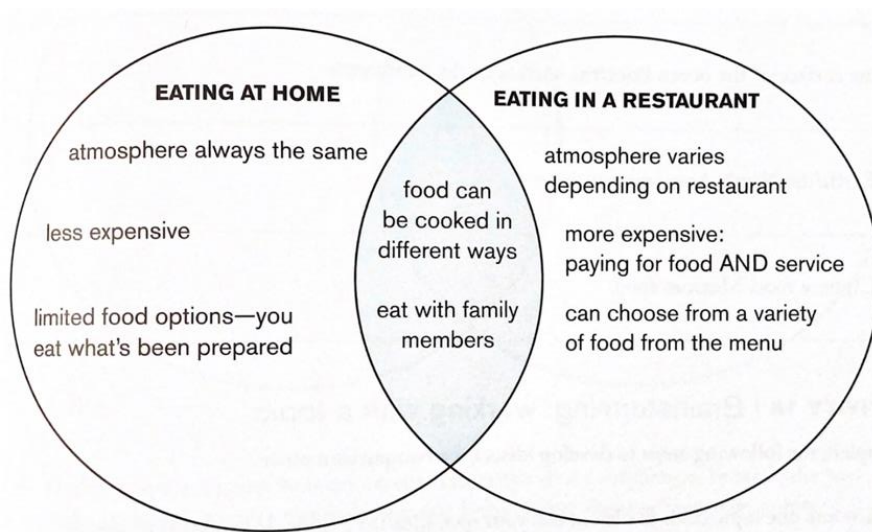 EATING AT HOME
atmosphere always the same
less expensive
limited food options—you
eat what's been prepared
food can
be cooked in
different ways
eat with family
members
EATING IN A RESTAURANT
atmosphere varies
depending on restaurant
more expensive:
paying for food AND service
can choose from a variety
of food from the menu